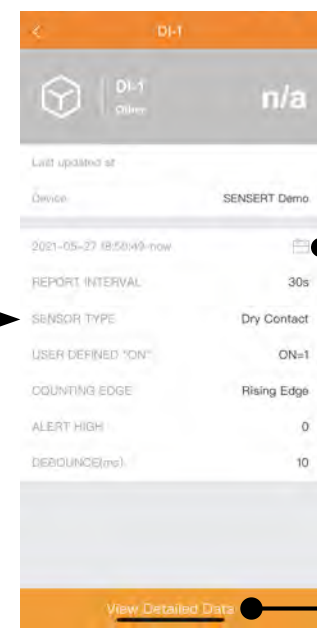 DI-1
DI-1
Other
n/a
Last updated at
Device SENSERT Demo
2021-05-27 18:50:49-now
REPORT INTERVAL 30s
SENSOR TYPE Dry Contact
USER DEFINED "ON" ON=1
COUNTING EDGE Rising Edge
ALERT HIGH 0
DEBOUNCE(ms) 10
View Detailed Data